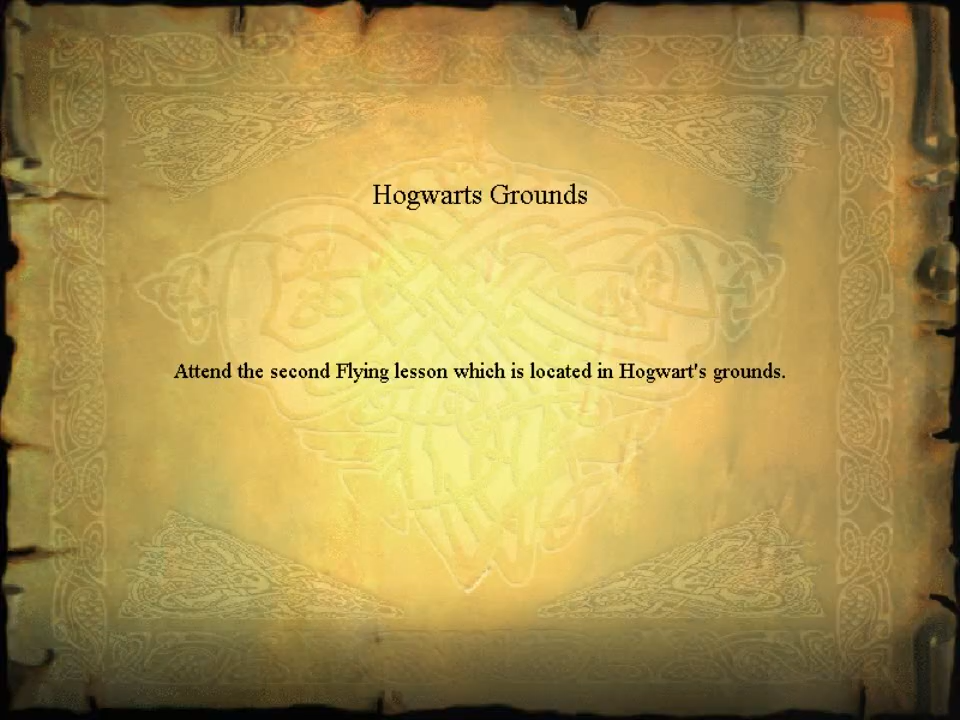 Hogwarts Grounds
Attend the second Flying lesson which is located in Hogwart's grounds.